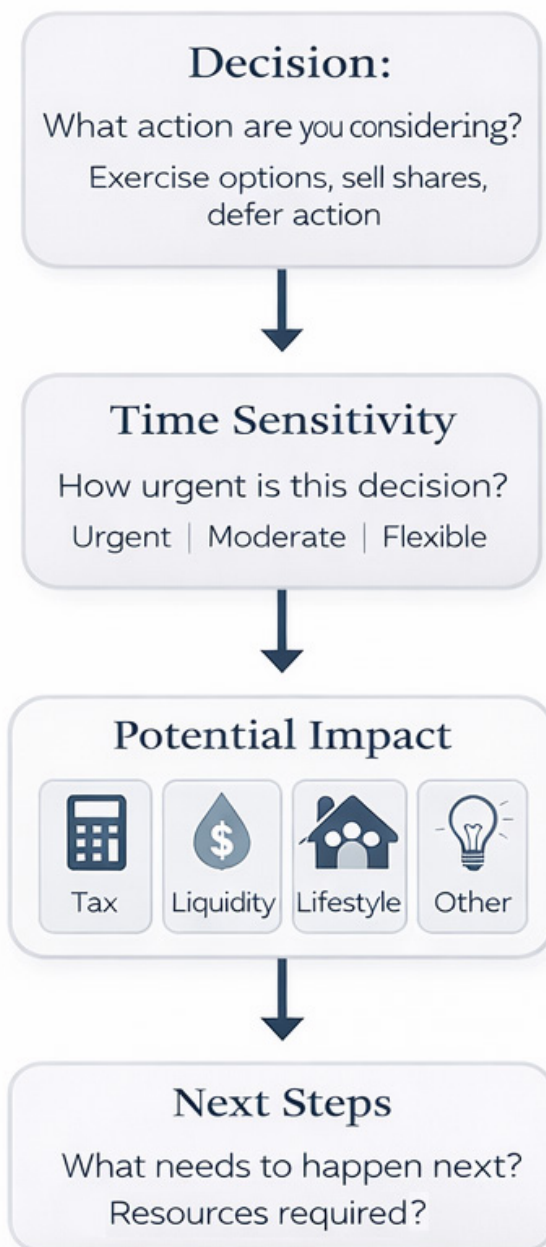 Decision:
What action are you considering?
Exercise options, sell shares,
defer action
Time Sensitivity
How urgent is this decision?
Urgent | Moderate | Flexible
Potential Impact
$
Tax
Liquidity
Lifestyle
Other
Next Steps
What needs to happen next?
Resources required?